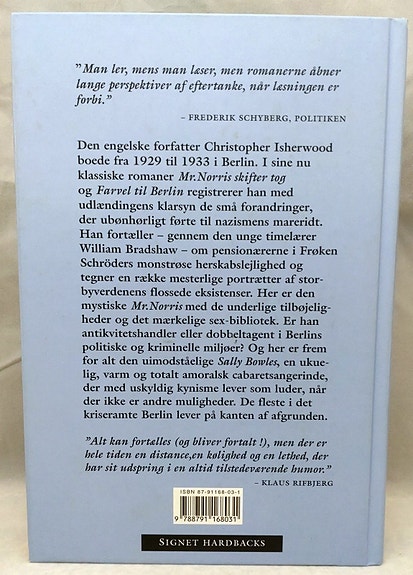 "Man ler, mens man læser, men romanerne åbner
lange perspektiver af eftertanke, når læsningen er
forbi."
– FREDERIK SCHYBERG, POLITIKEN
Den engelske forfatter Christopher Isherwood
boede fra 1929 til 1933 i Berlin. I sine nu
klassiske romaner Mr.Norris skifter tog
og Farvel til Berlin registrerer han med
udlændingens klarsyn de små forandringer,
der ubønhørligt førte til nazismens mareridt.
Han fortæller – gennem den unge timelærer
William Bradshaw – om pensionærerne i Frøken
Schröders monstrøse herskabslejlighed og
tegner en række mesterlige portrætter af stor-
byverdenens flossede eksistenser. Her er den
mystiske Mr.Norris med de underlige tilbøjelig-
heder og det mærkelige sex-bibliotek. Er han
antikvitetshandler eller dobbeltagent i Berlins
politiske og kriminelle miljøer? Og her er frem
for alt den uimodståelige Sally Bowles, en ukue-
lig, varm og totalt amoralsk cabaretsangerinde,
der med uskyldig kynisme lever som luder, når
der ikke er andre muligheder. De fleste i det
kriseramte Berlin lever på kanten af afgrunden.
"Alt kan fortælles (og bliver fortalt !), men der er
hele tiden en distance,en kølighed og en lethed, der
har sit udspring i en altid tilstedeværende humor."
– KLAUS RIFBJERG
ISBN 87-91168-03-1
9 788791 168031
SIGNET HARDBACKS